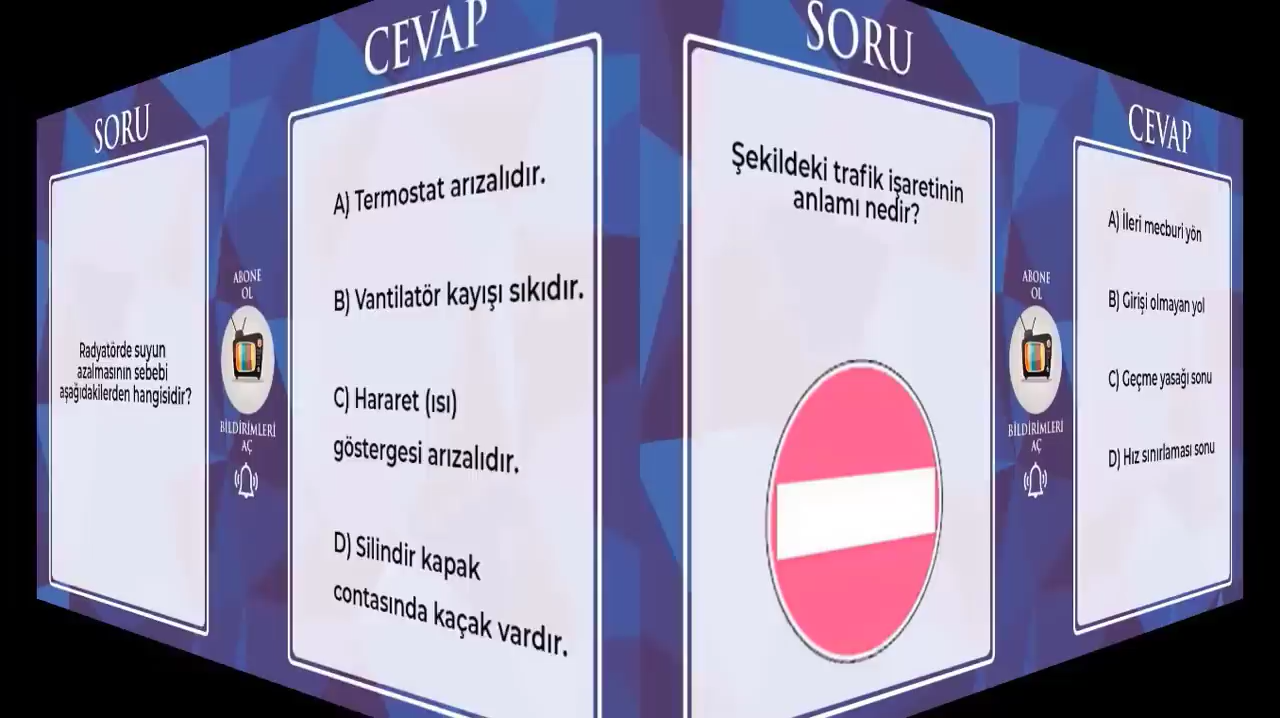 SORU
Radyatörde suyun
azalmasının sebebi
aşağıdakilerden hangisidir?
ABONE
OL
BİLDİRİMLERİ
AÇ
CEVAP
A) Termostat arızalıdır.
B) Vantilatör kayışı sıkıdır.
C) Hararet (ısı)
göstergesi arızalıdır.
D) Silindir kapak
contasında kaçak vardır.
SORU
Şekildeki trafik işaretinin
anlamı nedir?
ABONE
OL
BİLDİRİMLERİ
AÇ
CEVAP
A) İleri mecburi yön
B) Girişi olmayan yol
C) Geçme yasağı sonu
D) Hız sınırlaması sonu